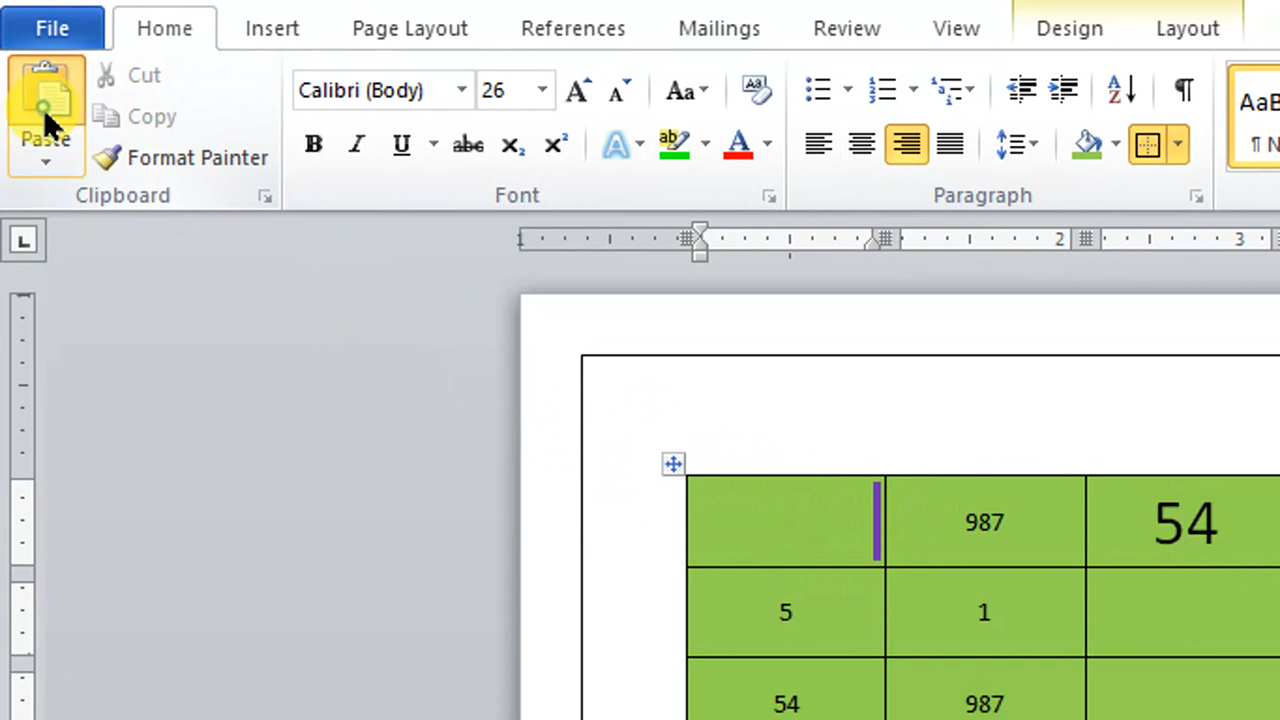 File Home Insert Page Layout References Mailings Review View Design Layout
Cut
Calibri (Body) 26 Aa Aa A Z ¶ AaB
Copy
Paste
Format Painter B I U abc X₂ X² A ab A ¶ N
Clipboard Font Paragraph
L 1 2 3
987 54
5 1
54 987